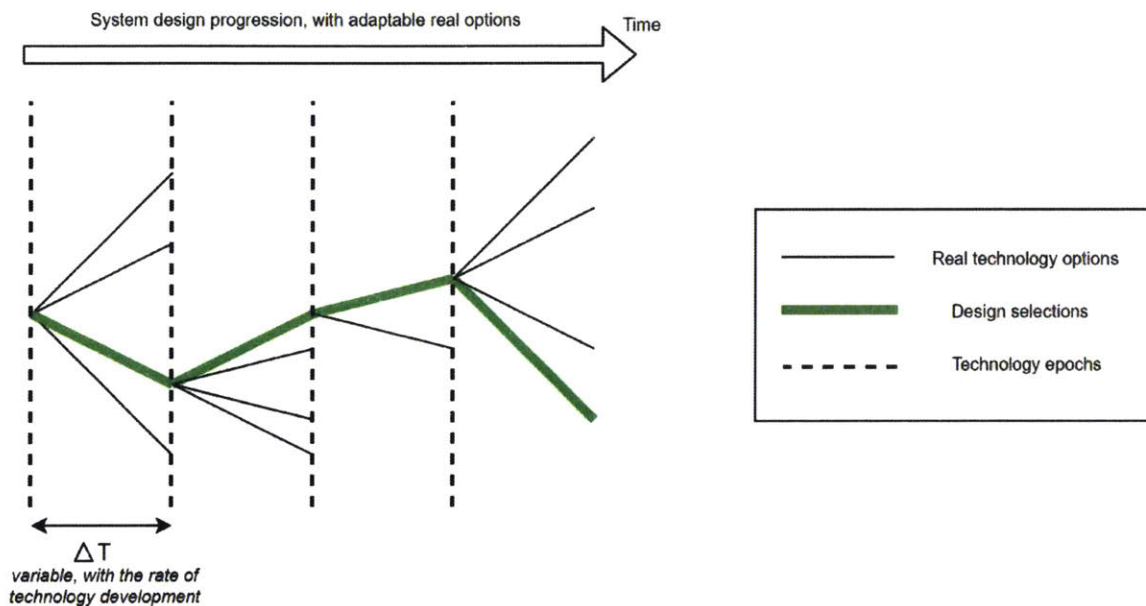 System design progression, with adaptable real options
Time
Real technology options
Design selections
Technology epochs
Δ T
variable, with the rate of
technology development